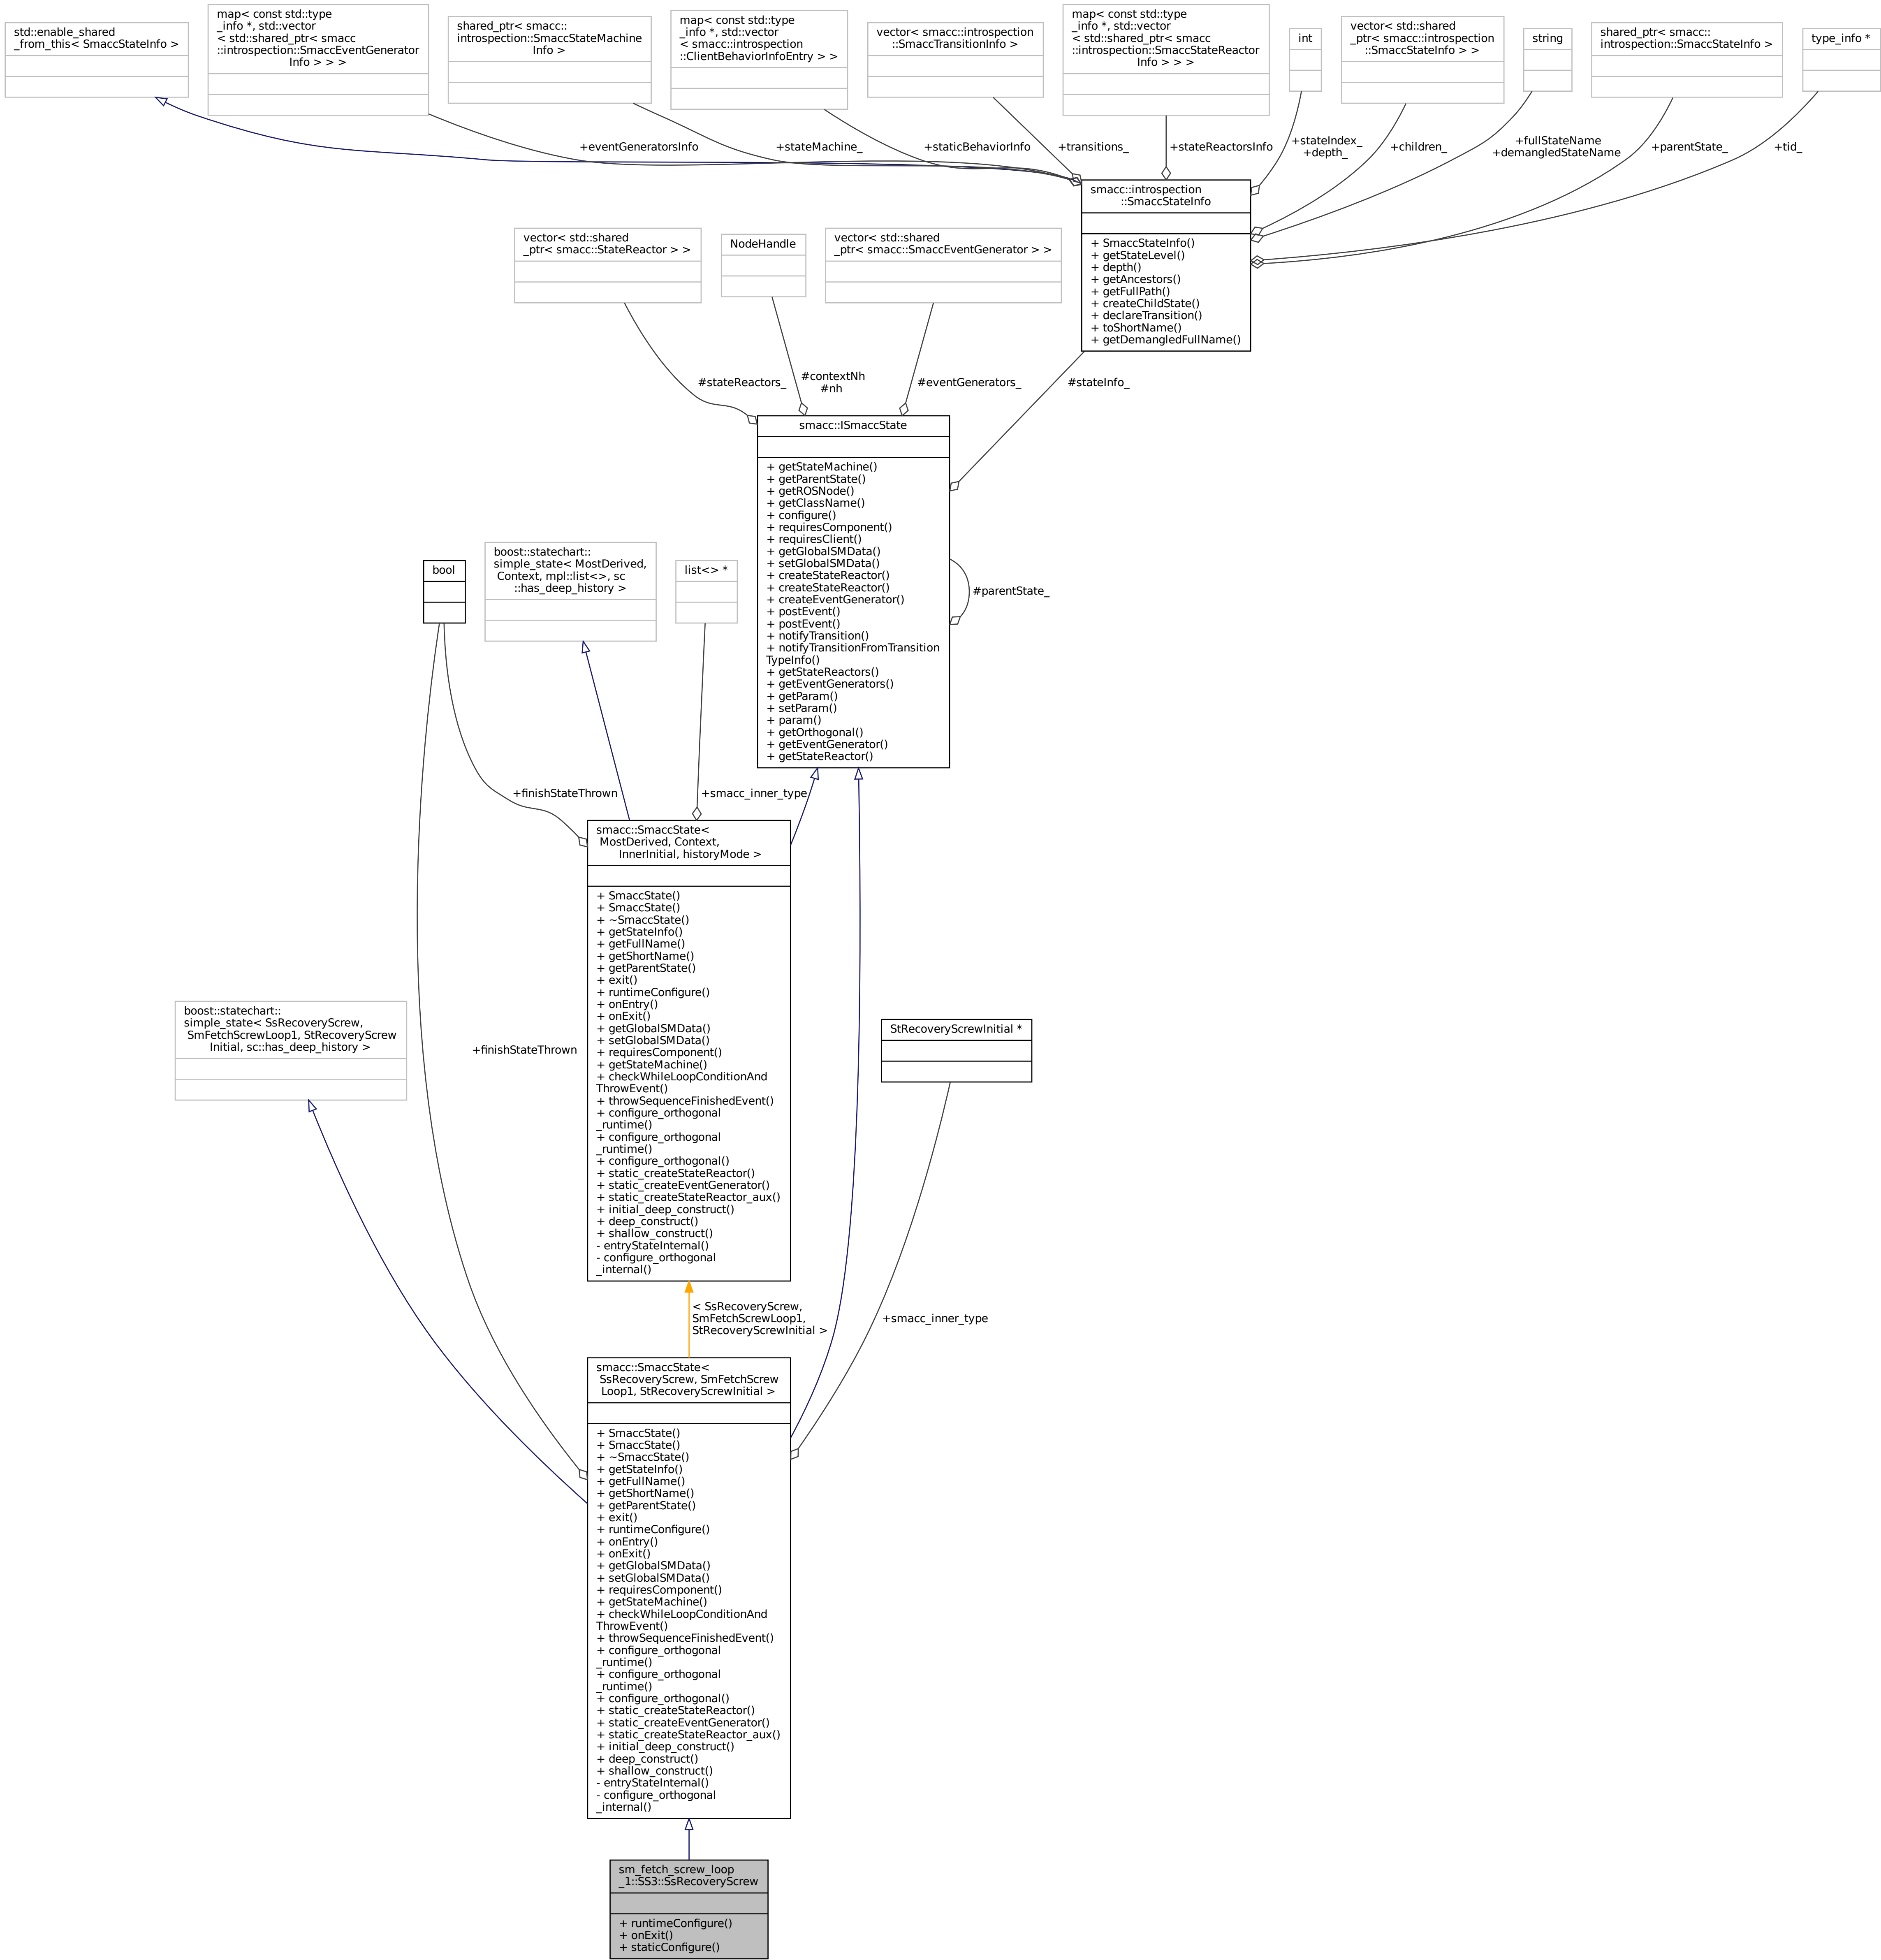 std::enable_shared
_from_this< SmaccStateInfo >
map< const std::type
_info *, std::vector
< std::shared_ptr< smacc
::introspection::SmaccEventGenerator
Info > > >
shared_ptr< smacc::
introspection::SmaccStateMachine
Info >
map< const std::type
_info *, std::vector
< smacc::introspection
::ClientBehaviorInfoEntry > >
vector< smacc::introspection
::SmaccTransitionInfo >
map< const std::type
_info *, std::vector
< std::shared_ptr< smacc
::introspection::SmaccStateReactor
Info > > >
int
vector< std::shared
_ptr< smacc::introspection
::SmaccStateInfo > >
string
shared_ptr< smacc::
introspection::SmaccStateInfo >
type_info *
+eventGeneratorsInfo
+stateMachine_
+staticBehaviorInfo
+transitions_
+stateReactorsInfo
+stateIndex_
+depth_
+children_
+fullStateName
+demangledStateName
+parentState_
+tid_
smacc::introspection
::SmaccStateInfo
+ SmaccStateInfo()
+ getStateLevel()
+ depth()
+ getAncestors()
+ getFullPath()
+ createChildState()
+ declareTransition()
+ toShortName()
+ getDemangledFullName()
vector< std::shared
_ptr< smacc::StateReactor > >
NodeHandle
vector< std::shared
_ptr< smacc::SmaccEventGenerator > >
#stateReactors_
#contextNh
#nh
#eventGenerators_
#stateInfo_
smacc::ISmaccState
+ getStateMachine()
+ getParentState()
+ getROSNode()
+ getClassName()
+ configure()
+ requiresComponent()
+ requiresClient()
+ getGlobalSMData()
+ setGlobalSMData()
+ createStateReactor()
+ createStateReactor()
+ createEventGenerator()
+ postEvent()
+ postEvent()
+ notifyTransition()
+ notifyTransitionFromTransition
TypeInfo()
+ getStateReactors()
+ getEventGenerators()
+ getParam()
+ setParam()
+ param()
+ getOrthogonal()
+ getEventGenerator()
+ getStateReactor()
#parentState_
bool
boost::statechart::
simple_state< MostDerived,
Context, mpl::list<>, sc
::has_deep_history >
list<> *
+finishStateThrown
+smacc_inner_type
smacc::SmaccState<
MostDerived, Context,
InnerInitial, historyMode >
+ SmaccState()
+ SmaccState()
+ ~SmaccState()
+ getStateInfo()
+ getFullName()
+ getShortName()
+ getParentState()
+ exit()
+ runtimeConfigure()
+ onEntry()
+ onExit()
+ getGlobalSMData()
+ setGlobalSMData()
+ requiresComponent()
+ getStateMachine()
+ checkWhileLoopConditionAnd
ThrowEvent()
+ throwSequenceFinishedEvent()
+ configure_orthogonal
_runtime()
+ configure_orthogonal
_runtime()
+ configure_orthogonal()
+ static_createStateReactor()
+ static_createEventGenerator()
+ static_createStateReactor_aux()
+ initial_deep_construct()
+ deep_construct()
+ shallow_construct()
- entryStateInternal()
- configure_orthogonal
_internal()
boost::statechart::
simple_state< SsRecoveryScrew,
SmFetchScrewLoop1, StRecoveryScrew
Initial, sc::has_deep_history >
+finishStateThrown
StRecoveryScrewInitial *
< SsRecoveryScrew,
SmFetchScrewLoop1,
StRecoveryScrewInitial >
+smacc_inner_type
smacc::SmaccState<
SsRecoveryScrew, SmFetchScrew
Loop1, StRecoveryScrewInitial >
+ SmaccState()
+ SmaccState()
+ ~SmaccState()
+ getStateInfo()
+ getFullName()
+ getShortName()
+ getParentState()
+ exit()
+ runtimeConfigure()
+ onEntry()
+ onExit()
+ getGlobalSMData()
+ setGlobalSMData()
+ requiresComponent()
+ getStateMachine()
+ checkWhileLoopConditionAnd
ThrowEvent()
+ throwSequenceFinishedEvent()
+ configure_orthogonal
_runtime()
+ configure_orthogonal
_runtime()
+ configure_orthogonal()
+ static_createStateReactor()
+ static_createEventGenerator()
+ static_createStateReactor_aux()
+ initial_deep_construct()
+ deep_construct()
+ shallow_construct()
- entryStateInternal()
- configure_orthogonal
_internal()
sm_fetch_screw_loop
_1::SS3::SsRecoveryScrew
+ runtimeConfigure()
+ onExit()
+ staticConfigure()